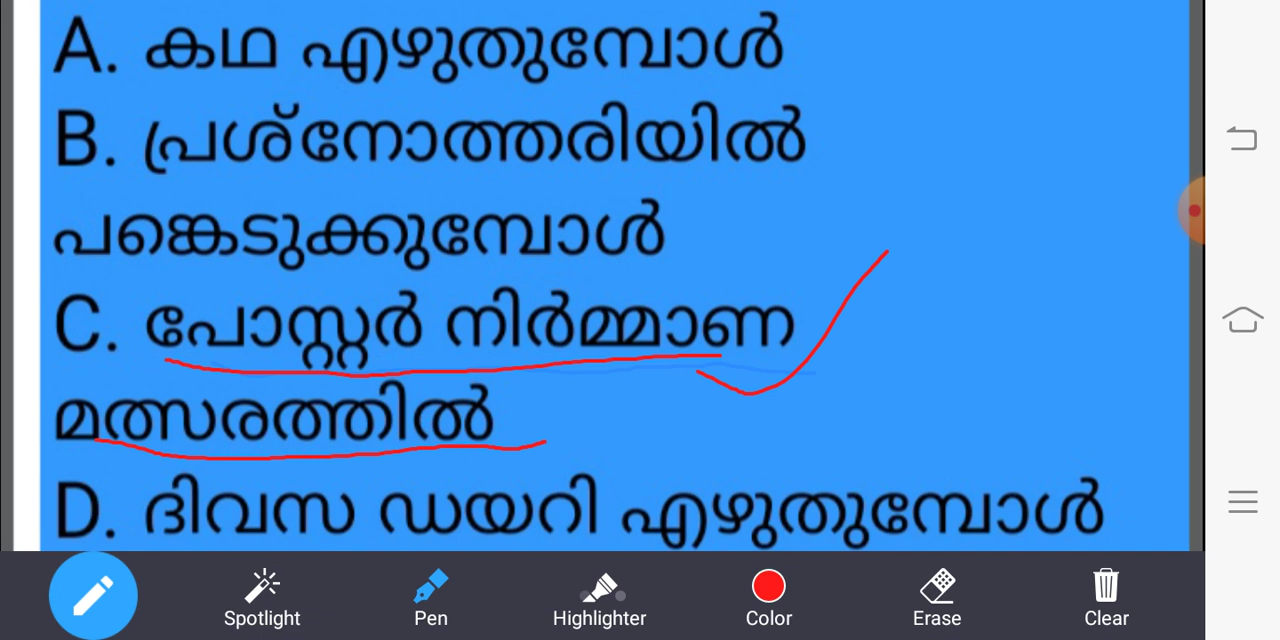 A. കഥ എഴുതുമ്പോൾ
B. പ്രശ്നോത്തരിയിൽ
പങ്കെടുക്കുമ്പോൾ
C. പോസ്റ്റർ നിർമ്മാണ
മത്സരത്തിൽ
D. ദിവസ ഡയറി എഴുതുമ്പോൾ
Spotlight Pen Highlighter Color Erase Clear